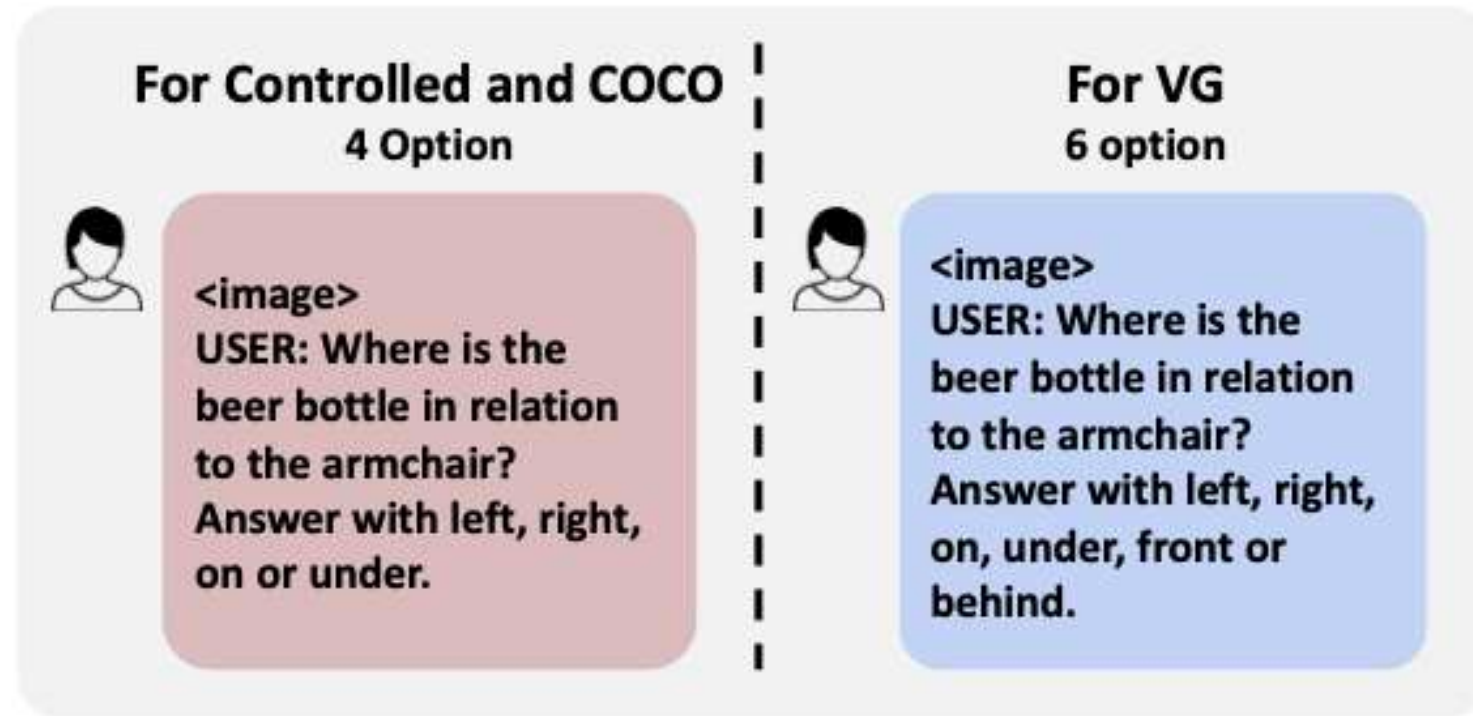 For Controlled and COCO
4 Option
<image>
USER: Where is the
beer bottle in relation
to the armchair?
Answer with left, right,
on or under.
For VG
6 option
<image>
USER: Where is the
beer bottle in relation
to the armchair?
Answer with left, right,
on, under, front or
behind.